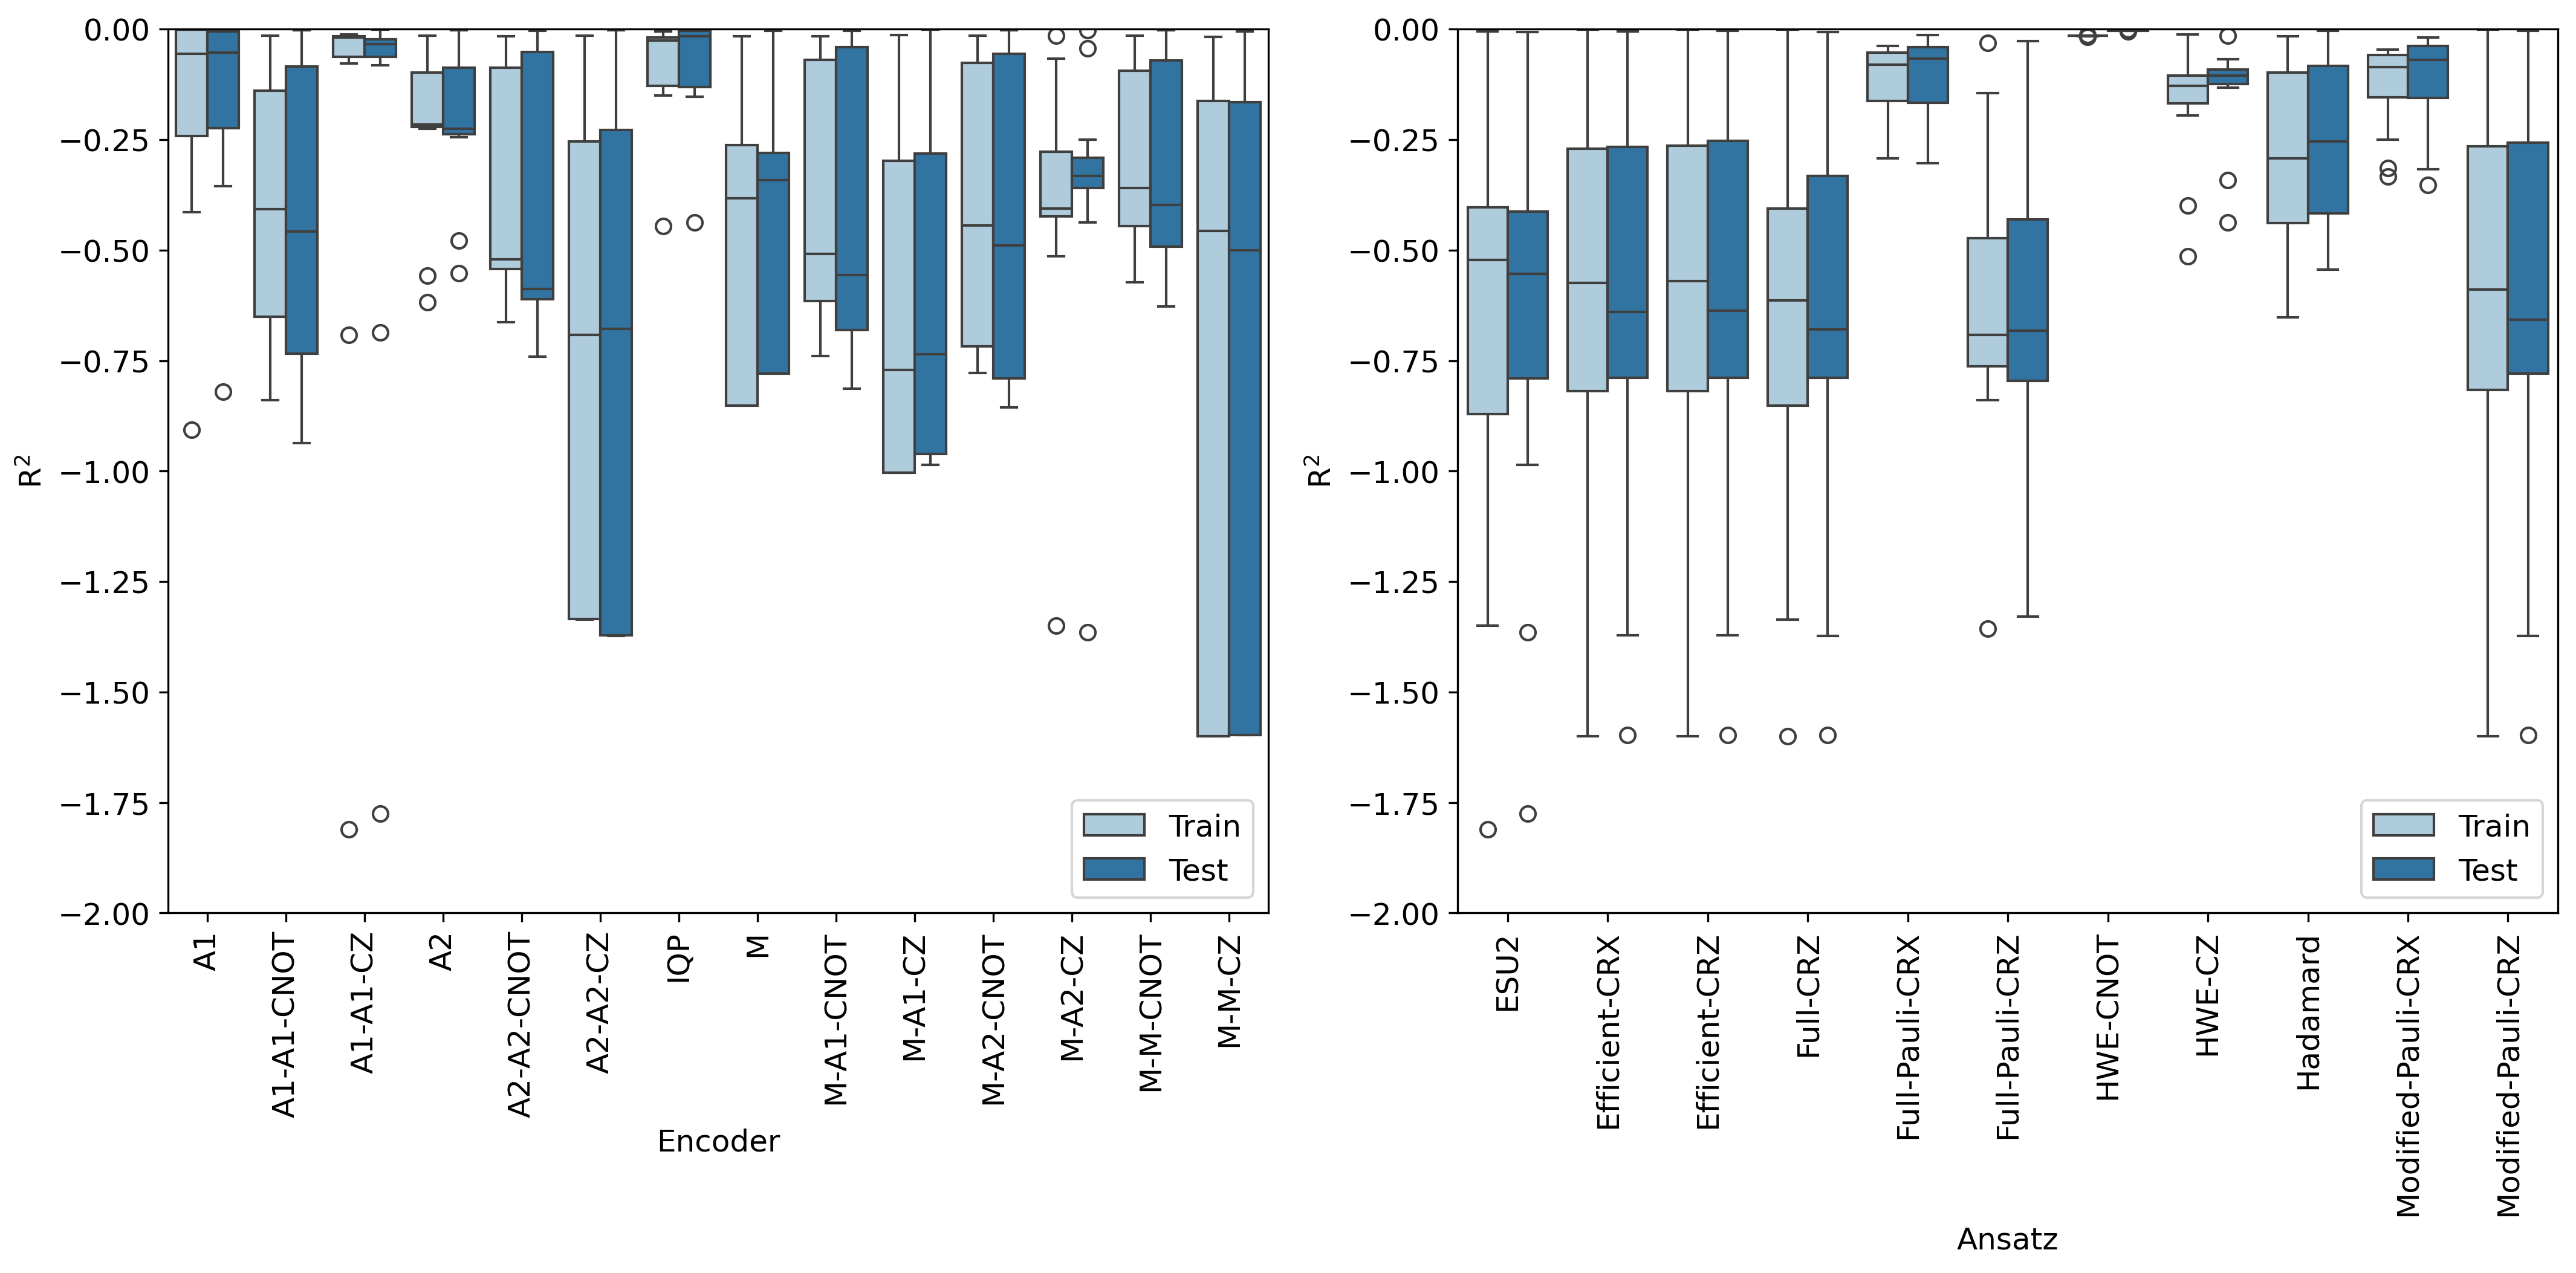 0.00
−0.25
−0.50
−0.75
−1.00
−1.25
−1.50
−1.75
−2.00
R²
A1
A1-A1-CNOT
A1-A1-CZ
A2
A2-A2-CNOT
A2-A2-CZ
IQP
M
M-A1-CNOT
M-A1-CZ
M-A2-CNOT
M-A2-CZ
M-M-CNOT
M-M-CZ
Encoder
Train
Test
0.00
−0.25
−0.50
−0.75
−1.00
−1.25
−1.50
−1.75
−2.00
R²
ESU2
Efficient-CRX
Efficient-CRZ
Full-CRZ
Full-Pauli-CRX
Full-Pauli-CRZ
HWE-CNOT
HWE-CZ
Hadamard
Modified-Pauli-CRX
Modified-Pauli-CRZ
Ansatz
Train
Test